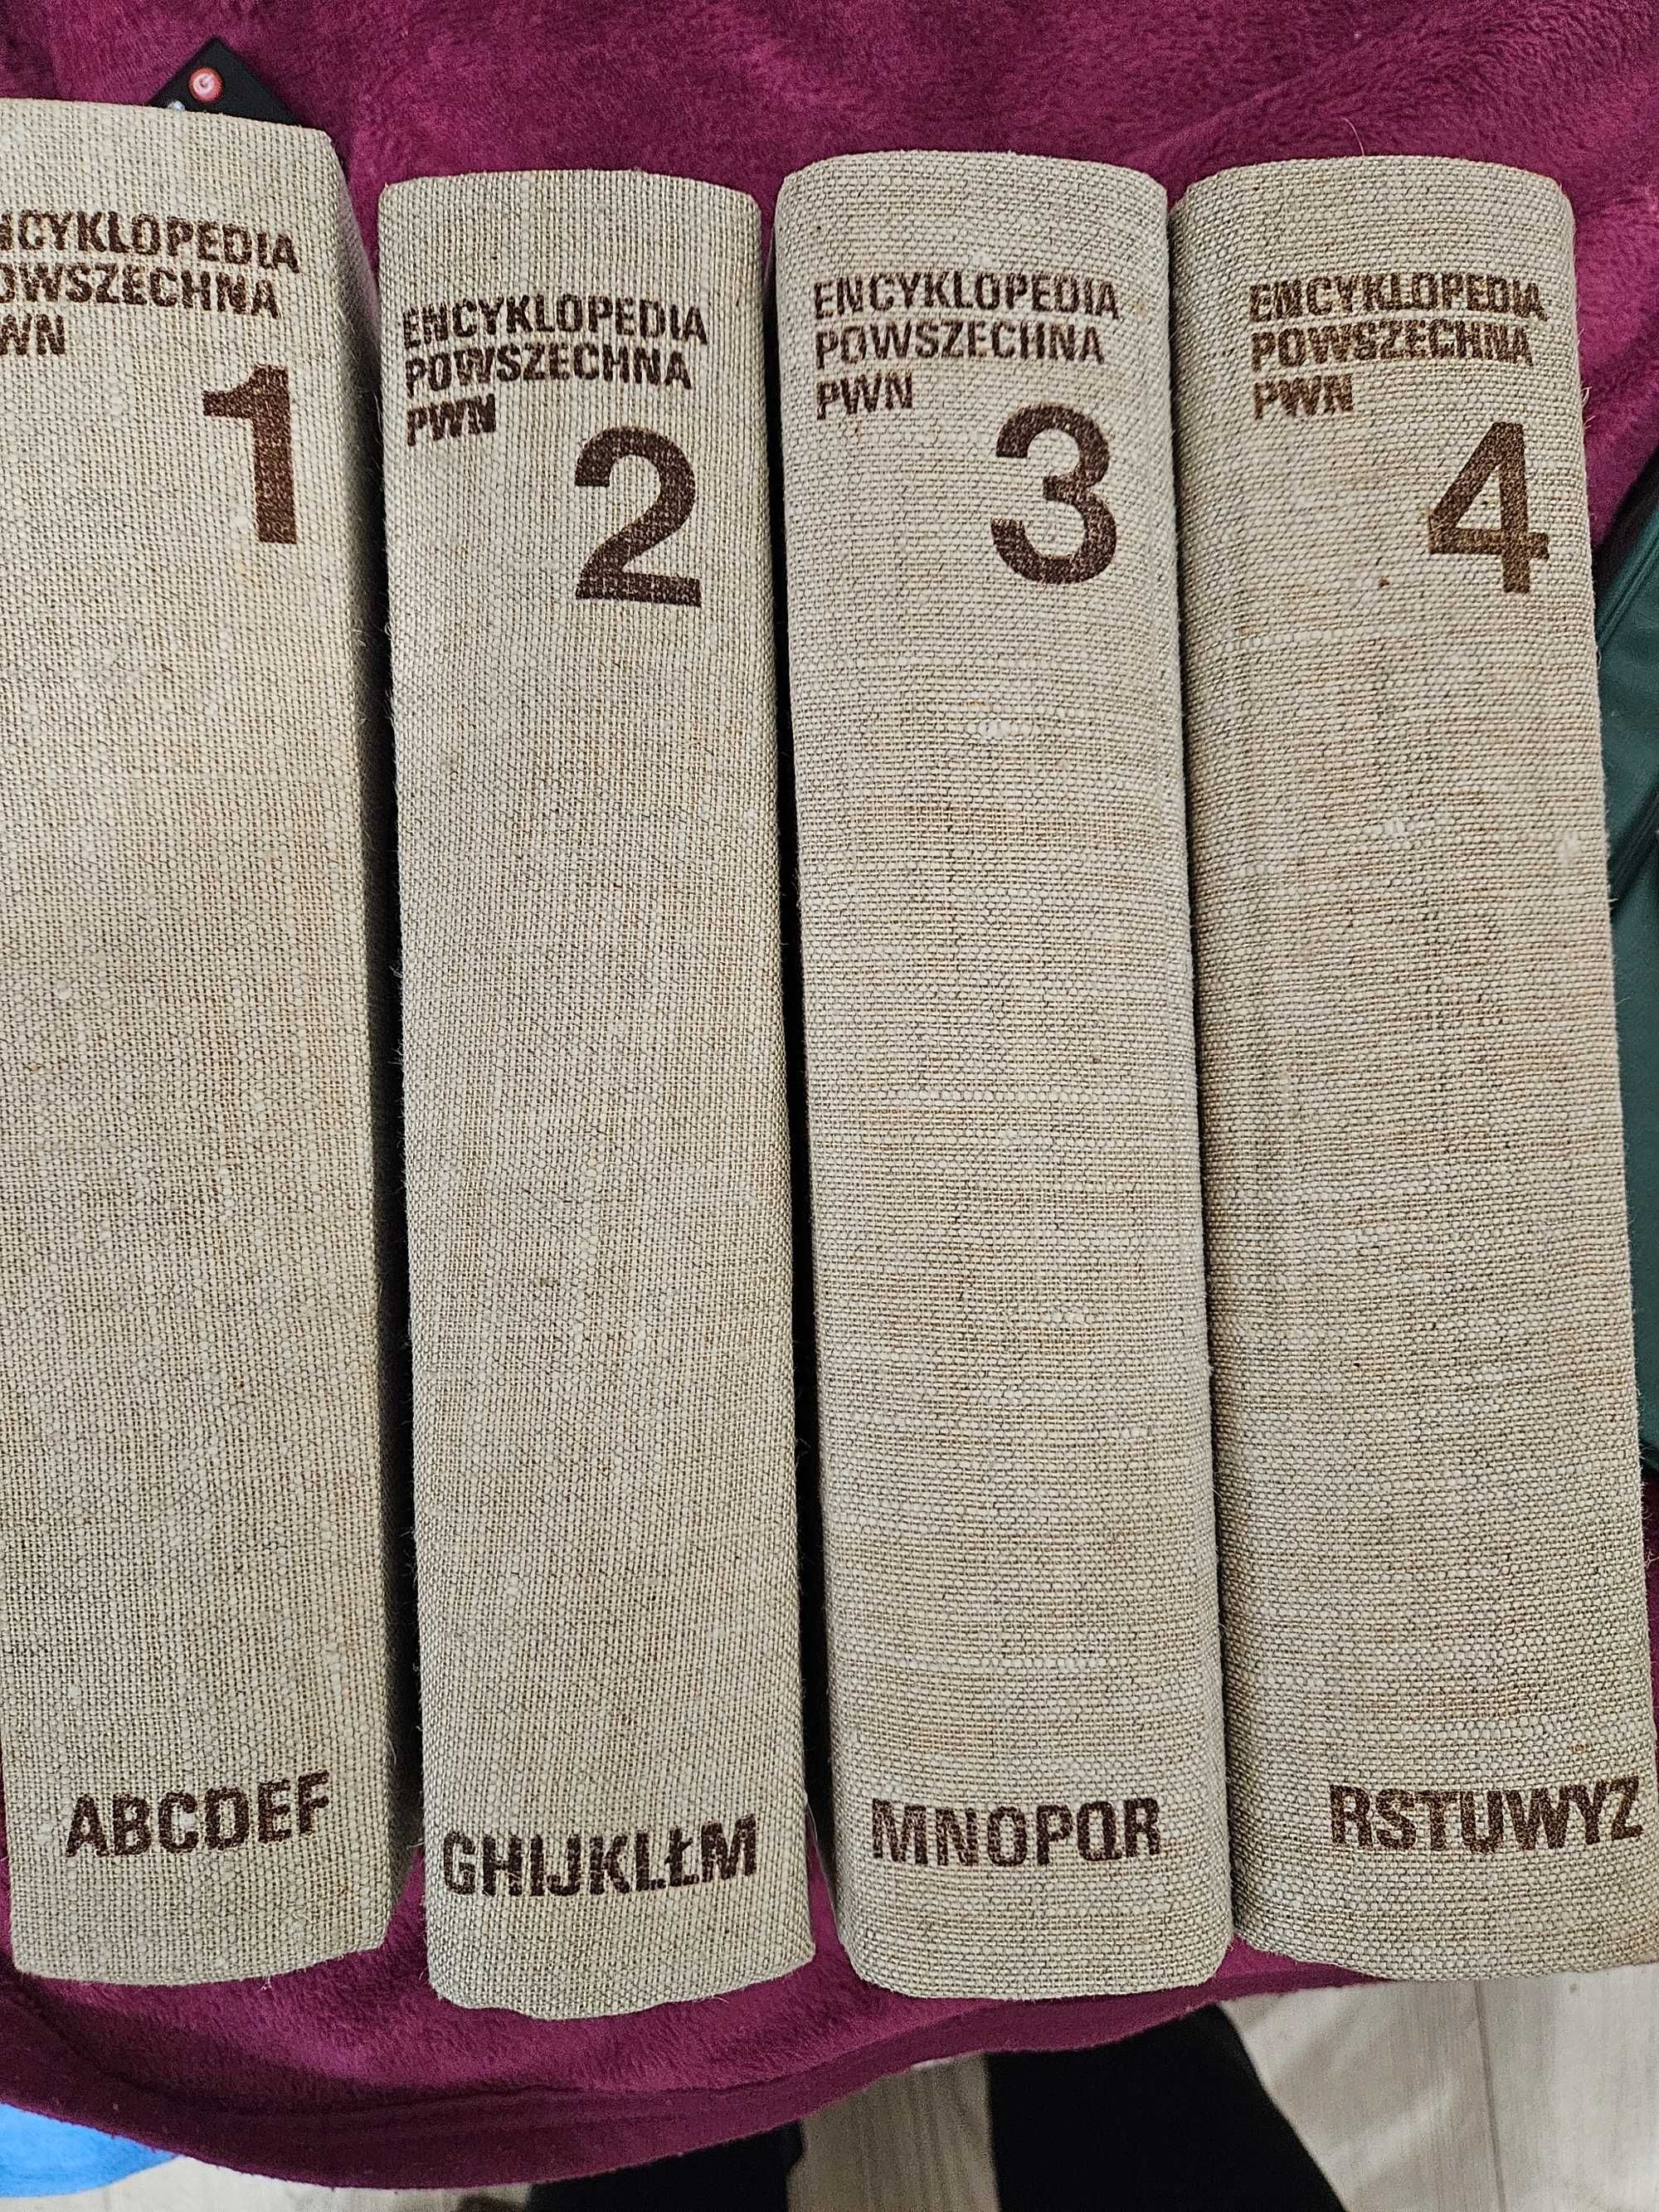 NCYKLOPEDIA
OWSZECHNA
WN
1
ABCDEF
ENCYKLOPEDIA
POWSZECHNA
PWN
2
GHIJKLŁM
ENCYKLOPEDIA
POWSZECHNA
PWN
3
MNOPQR
ENCYKLOPEDIA
POWSZECHNA
PWN
4
RSTUWYZ